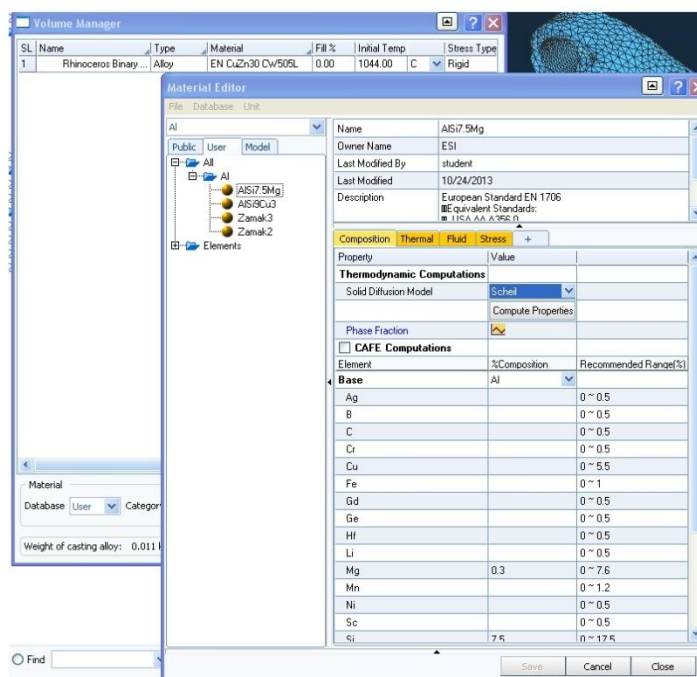 Volume Manager
SL Name Type Material Fill % Initial Temp Stress Type
1 Rhinoceros Binary ... Alloy EN CuZn30 CW505L 0.00 1044.00 C Rigid
Material Editor
File Database Unit
Al
Public User Model
All
Al
AlSi7.5Mg
AlSi9Cu3
Zamak3
Zamak2
Elements
Name AlSi7.5Mg
Owner Name ESI
Last Modified By student
Last Modified 10/24/2013
Description European Standard EN 1706
Equivalent Standards:
USA AA A356.0
Composition Thermal Fluid Stress +
Property Value
Thermodynamic Computations
Solid Diffusion Model Scheil
Compute Properties
Phase Fraction
CAFE Computations
Element %Composition Recommended Range(%)
Base Al
Ag 0 ~ 0.5
B 0 ~ 0.5
C 0 ~ 0.5
Cr 0 ~ 0.5
Cu 0 ~ 5.5
Fe 0 ~ 1
Gd 0 ~ 0.5
Ge 0 ~ 0.5
Hf 0 ~ 0.5
Li 0 ~ 0.5
Mg 0.3 0 ~ 7.6
Mn 0 ~ 1.2
Ni 0 ~ 0.5
Sc 0 ~ 0.5
Si 7.5 0 ~ 17.5
Material
Database User Categor
Weight of casting alloy: 0.011
Find
Save Cancel Close